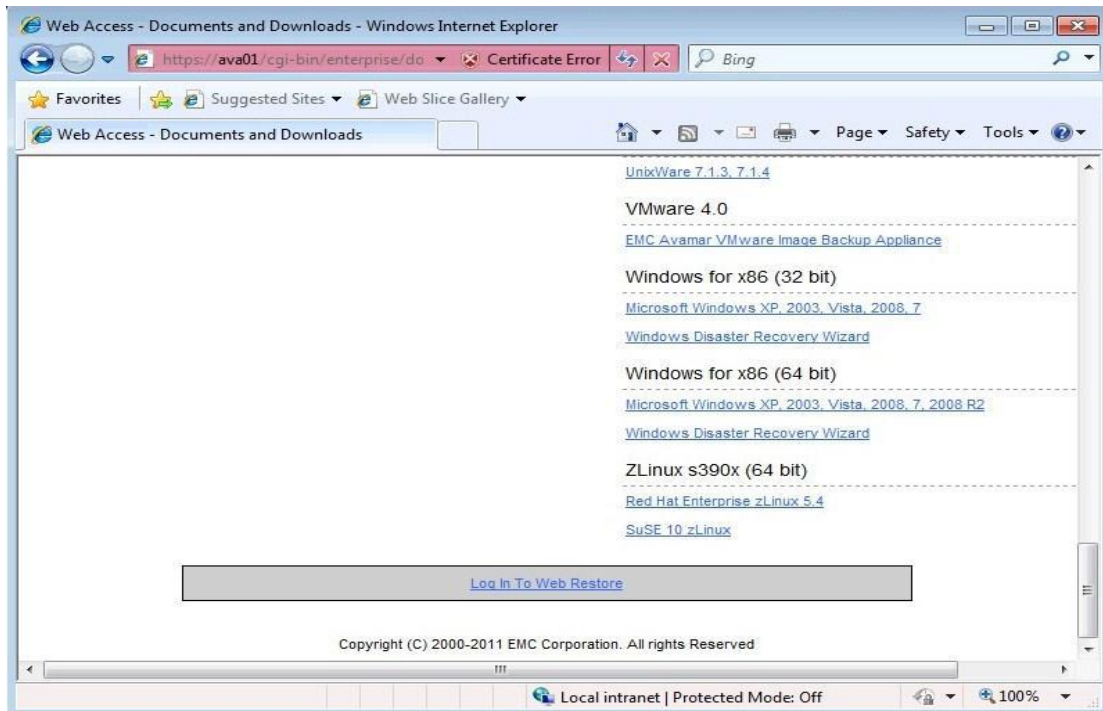 Web Access - Documents and Downloads - Windows Internet Explorer
https://ava01/cgi-bin/enterprise/do Certificate Error Bing
Favorites Suggested Sites Web Slice Gallery
Web Access - Documents and Downloads Page Safety Tools
UnixWare 7.1.3, 7.1.4
VMware 4.0
EMC Avamar VMware Image Backup Appliance
Windows for x86 (32 bit)
Microsoft Windows XP, 2003, Vista, 2008, 7
Windows Disaster Recovery Wizard
Windows for x86 (64 bit)
Microsoft Windows XP, 2003, Vista, 2008, 7, 2008 R2
Windows Disaster Recovery Wizard
ZLinux s390x (64 bit)
Red Hat Enterprise zLinux 5.4
SuSE 10 zLinux
Log In To Web Restore
Copyright (C) 2000-2011 EMC Corporation. All rights Reserved
Local intranet | Protected Mode: Off 100%